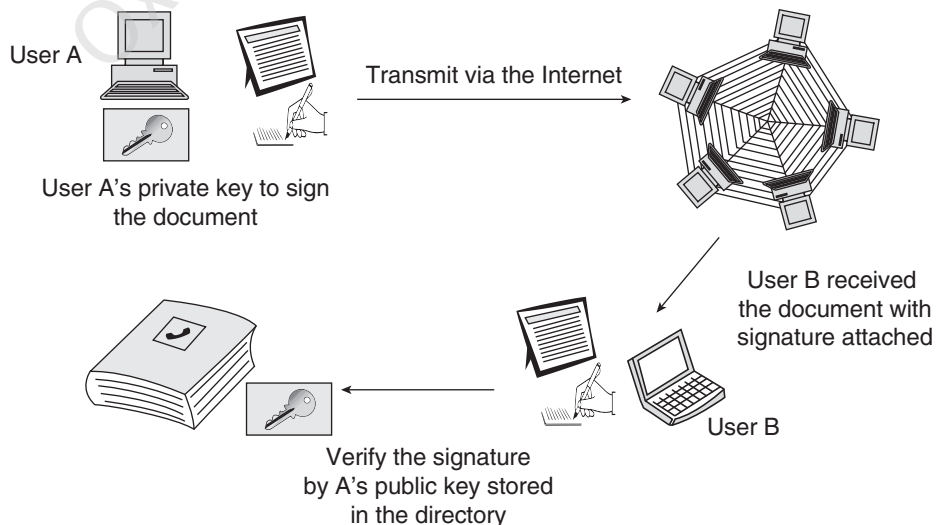 User A
Transmit via the Internet
User A's private key to sign
the document
User B received
the document with
signature attached
User B
Verify the signature
by A's public key stored
in the directory